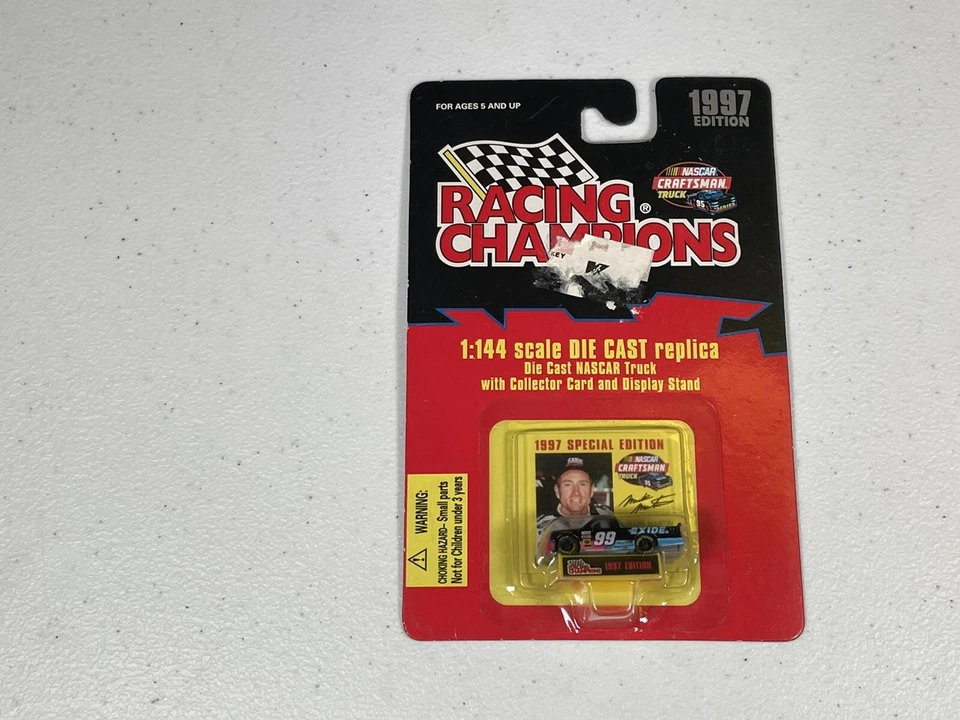 FOR AGES 5 AND UP
1997
EDITION
NASCAR
CRAFTSMAN
TRUCK
95
RACING ®
CHAMPIONS
KEY
K
1:144 scale DIE CAST replica
Die Cast NASCAR Truck
with Collector Card and Display Stand
1997 SPECIAL EDITION
NASCAR
CRAFTSMAN
TRUCK
EXIDE
99
1997 EDITION
WARNING:
CHOKING HAZARD– Small parts
Not for Children under 3 years